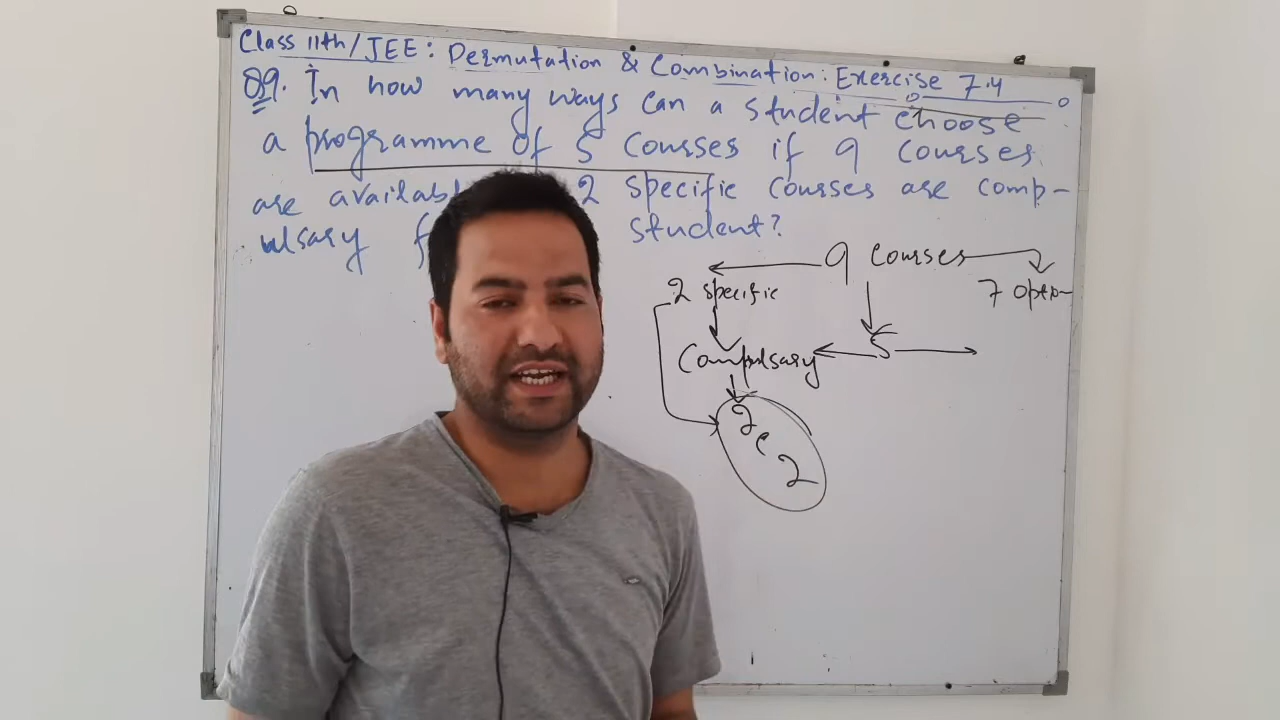 Class 11th/JEE: Permutation & Combination: Exercise 7.4
Q9. In how many ways can a student choose
a programme of 5 courses if 9 courses
are availabl 2 specific courses are comp-
ulsary f student?
9 courses
2 specific
7 option
5
Compulsary
2c2